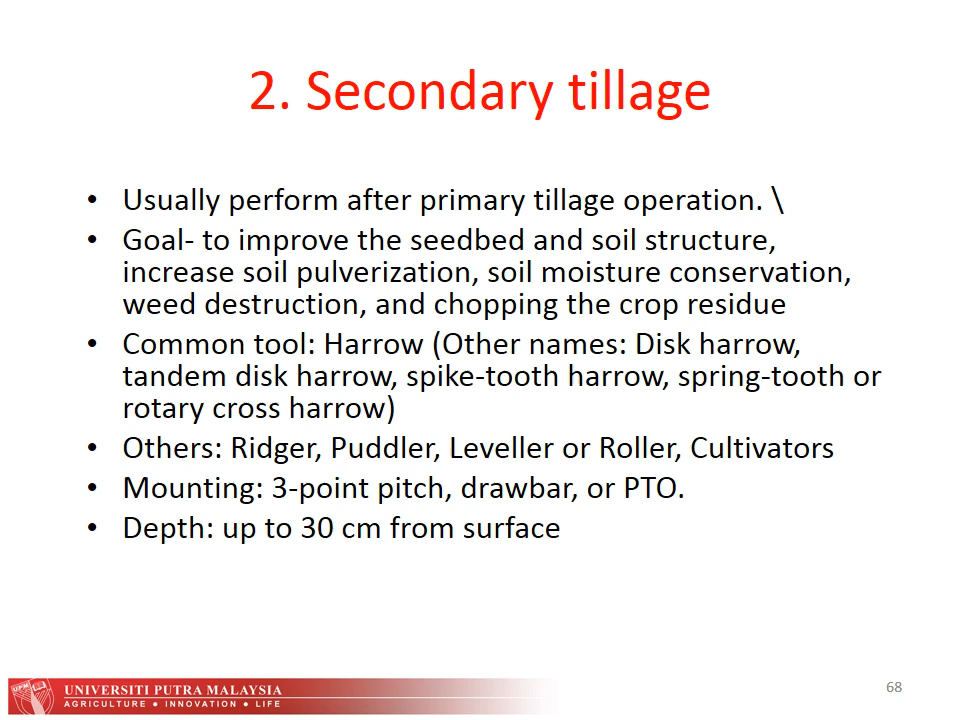 2. Secondary tillage
• Usually perform after primary tillage operation. \
• Goal- to improve the seedbed and soil structure,
increase soil pulverization, soil moisture conservation,
weed destruction, and chopping the crop residue
• Common tool: Harrow (Other names: Disk harrow,
tandem disk harrow, spike-tooth harrow, spring-tooth or
rotary cross harrow)
• Others: Ridger, Puddler, Leveller or Roller, Cultivators
• Mounting: 3-point pitch, drawbar, or PTO.
• Depth: up to 30 cm from surface
UPM
UNIVERSITI PUTRA MALAYSIA
AGRICULTURE • INNOVATION • LIFE
68